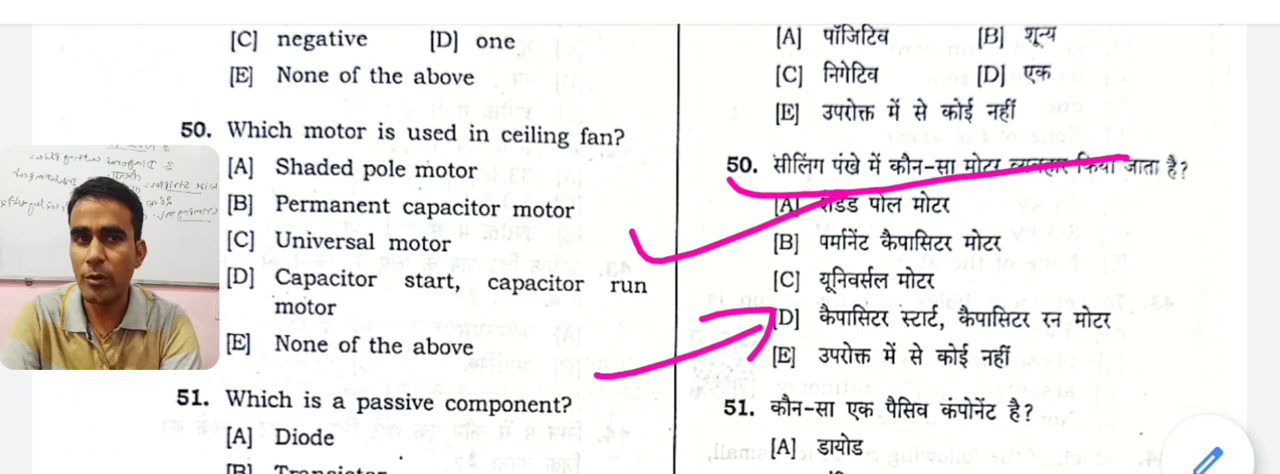 [C] negative [D] one
[E] None of the above
50. Which motor is used in ceiling fan?
[A] Shaded pole motor
[B] Permanent capacitor motor
[C] Universal motor
[D] Capacitor start, capacitor run
motor
[E] None of the above
51. Which is a passive component?
[A] Diode
[B] Transistor
[A] पॉजिटिव [B] शून्य
[C] निगेटिव [D] एक
[E] उपरोक्त में से कोई नहीं
50. सीलिंग पंखे में कौन-सा मोटर व्यवहार किया जाता है?
[A] शेडेड पोल मोटर
[B] पर्मानेंट कैपासिटर मोटर
[C] यूनिवर्सल मोटर
[D] कैपासिटर स्टार्ट, कैपासिटर रन मोटर
[E] उपरोक्त में से कोई नहीं
51. कौन-सा एक पैसिव कंपोनेंट है?
[A] डायोड